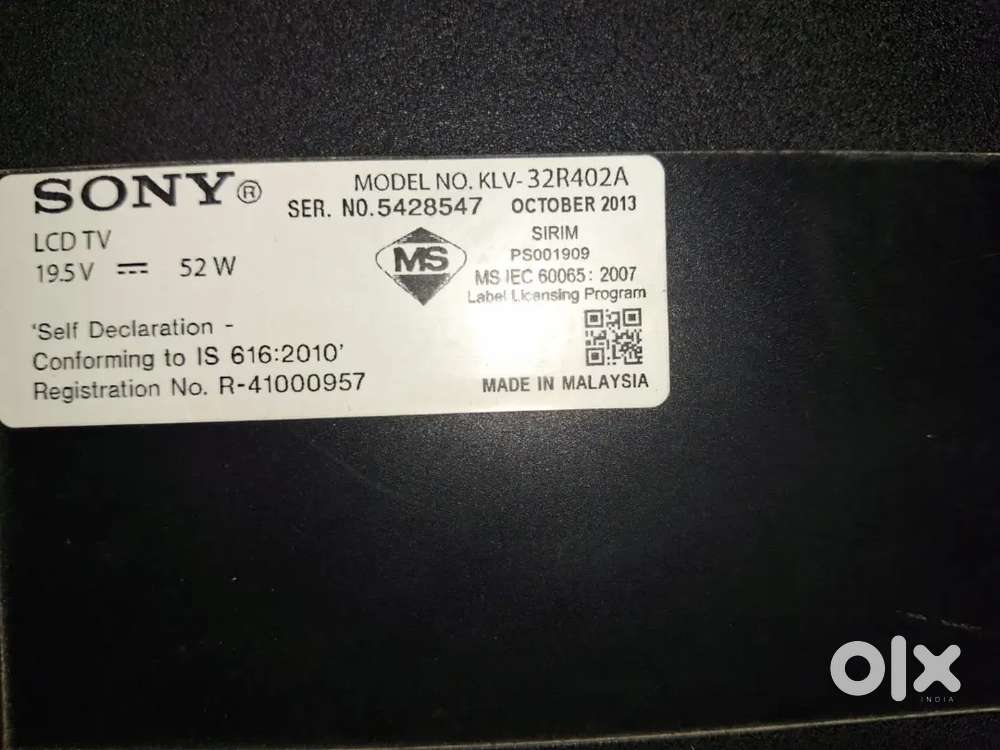 SONY®
MODEL NO. KLV-32R402A
SER. NO.5428547 OCTOBER 2013
LCD TV
19.5 V ⎓ 52 W
MS
SIRIM
PS001909
MS IEC 60065: 2007
Label Licensing Program
'Self Declaration -
Conforming to IS 616:2010'
Registration No. R-41000957
MADE IN MALAYSIA
olx
INDIA